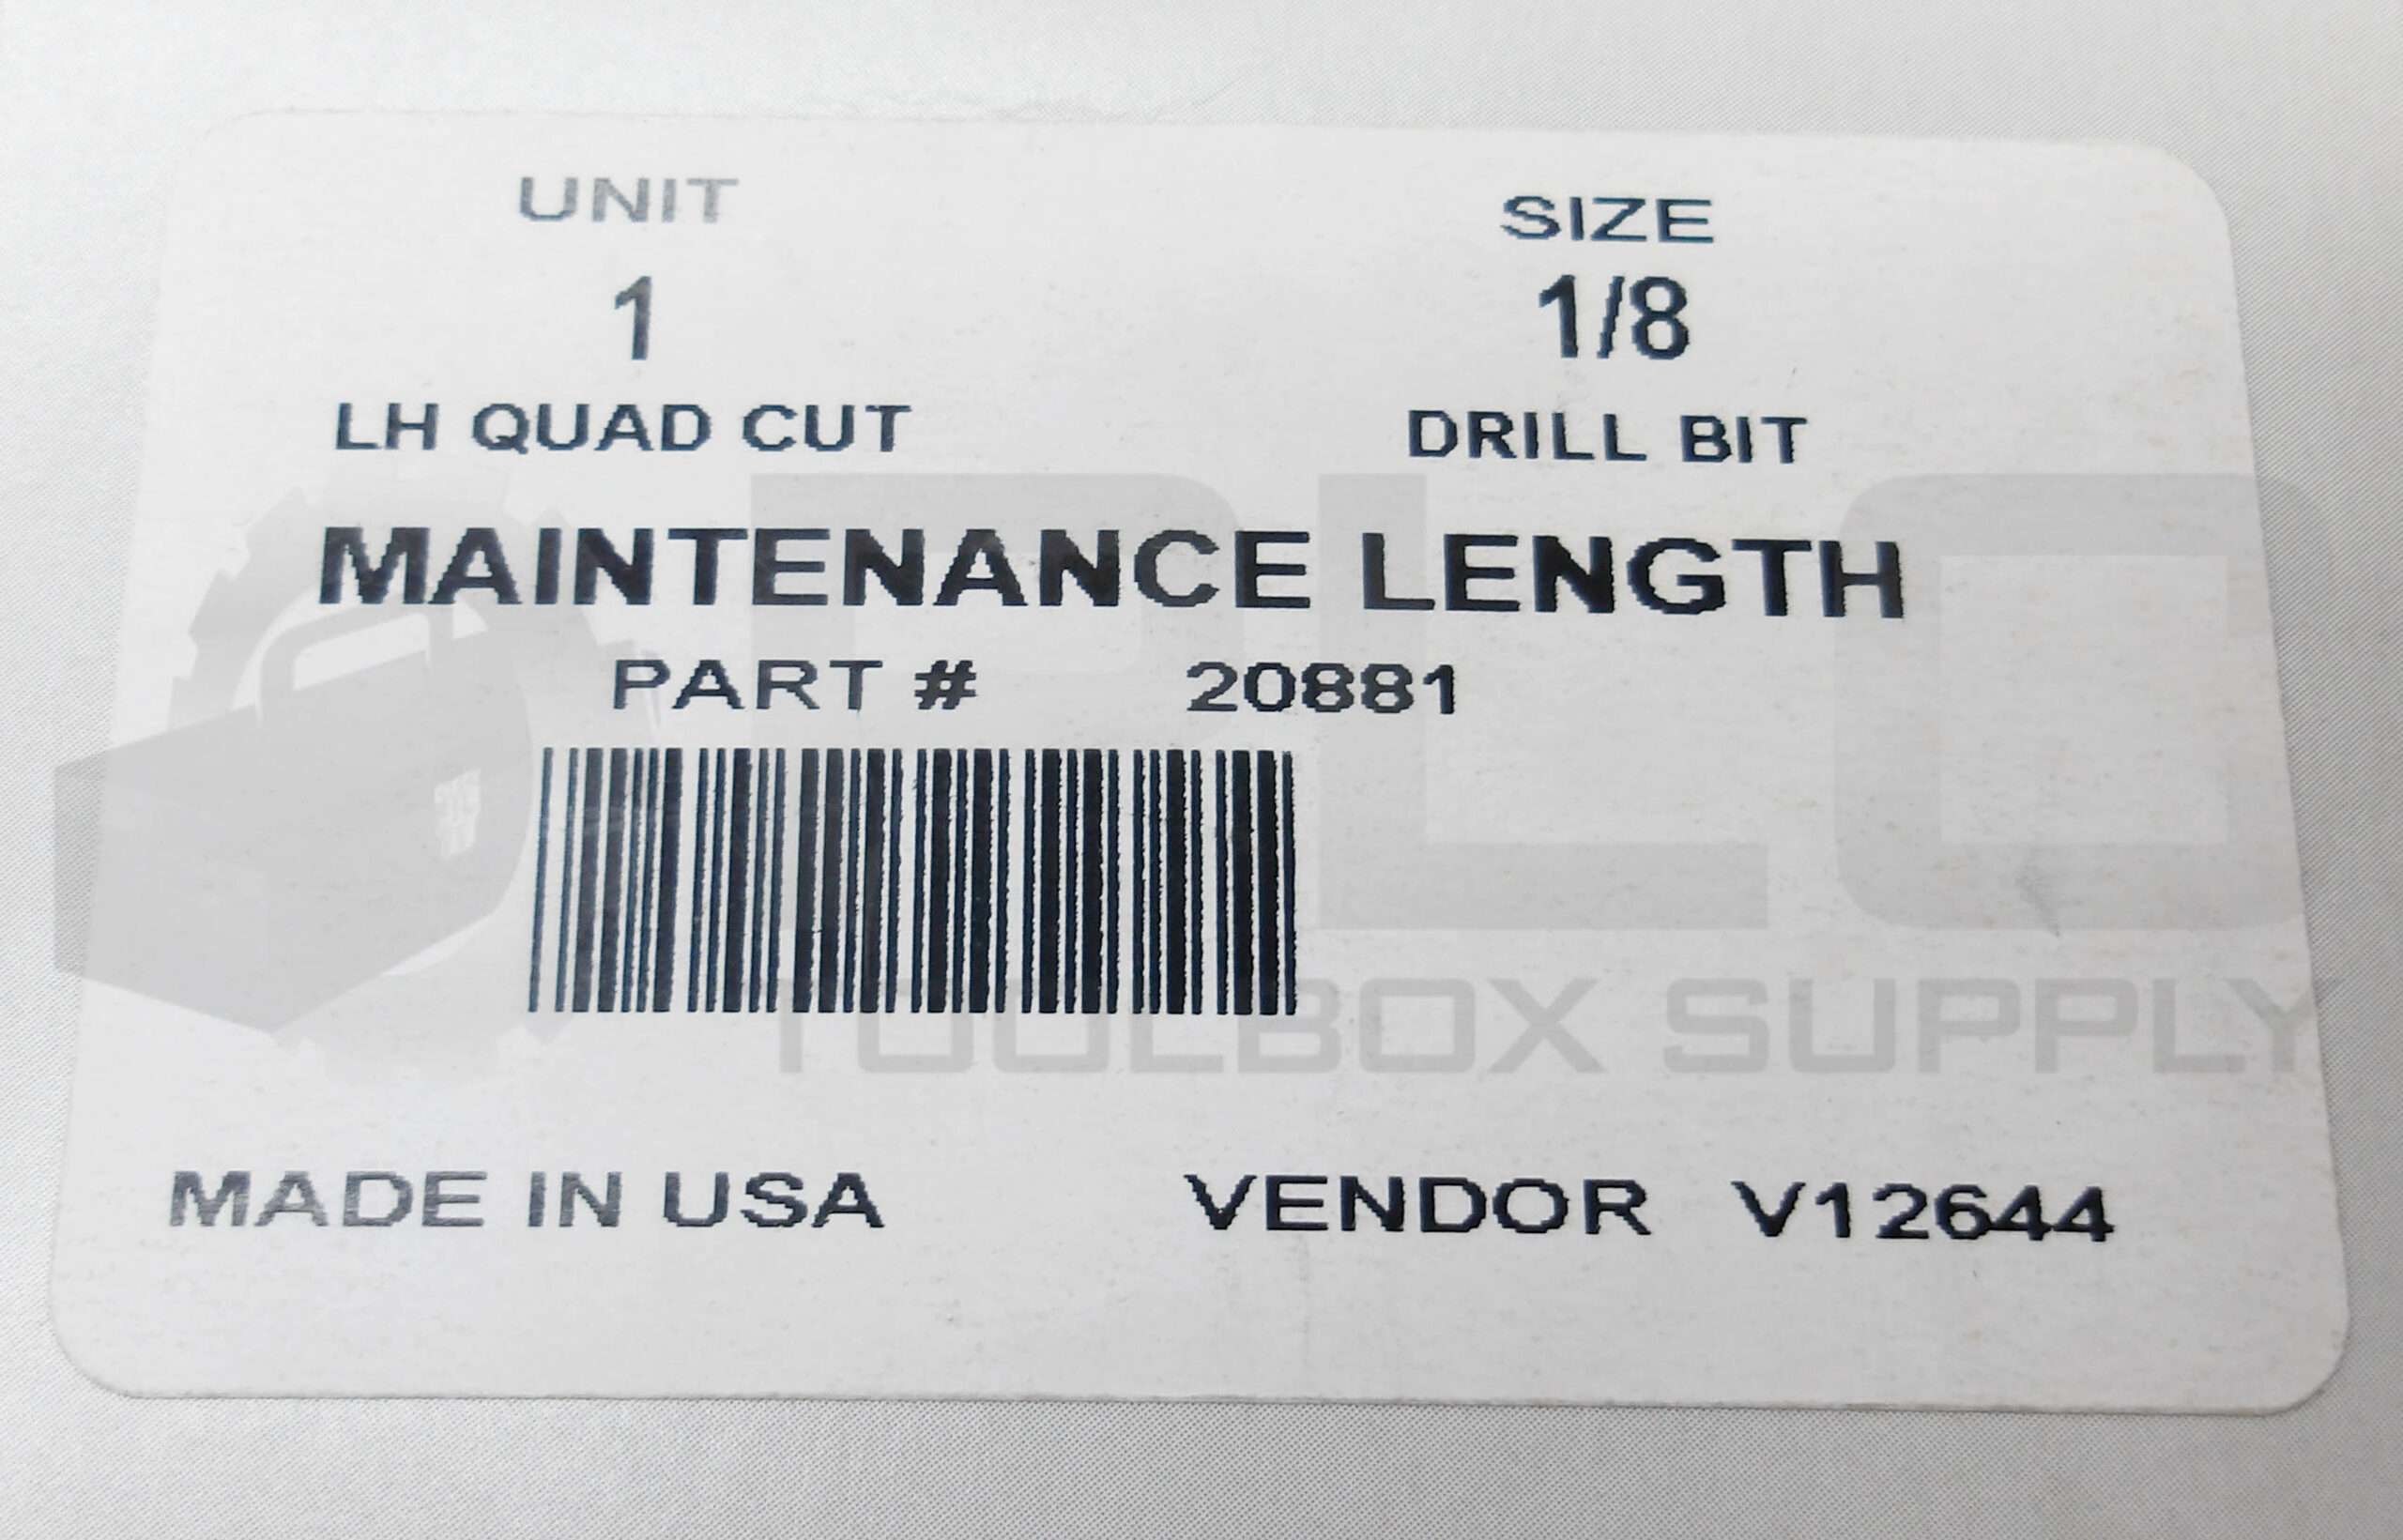 UNIT SIZE
1 1/8
LH QUAD CUT DRILL BIT
MAINTENANCE LENGTH
PART # 20881
PLC
TOOLBOX SUPPLY
MADE IN USA VENDOR V12644